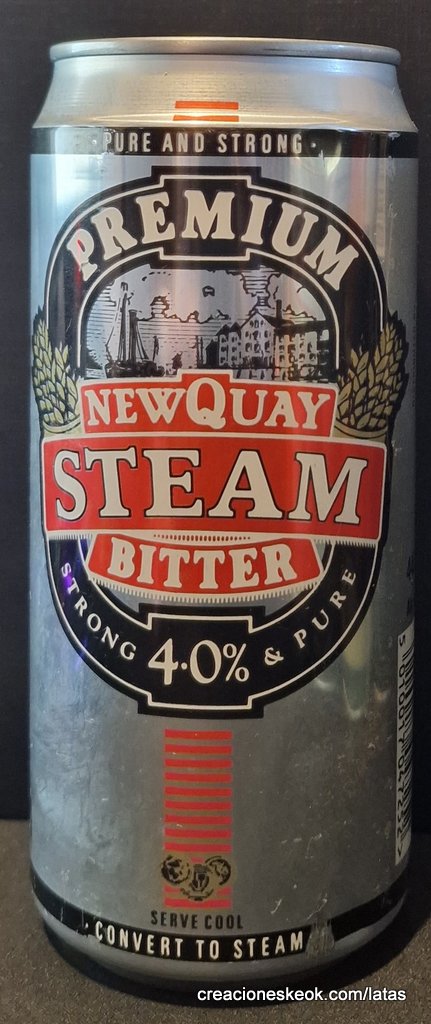 ·PURE AND STRONG·
PREMIUM
NEWQUAY
STEAM
BITTER
STRONG 4·0% & PURE
SERVE COOL
·CONVERT TO STEAM
creacioneskeok.com/latas